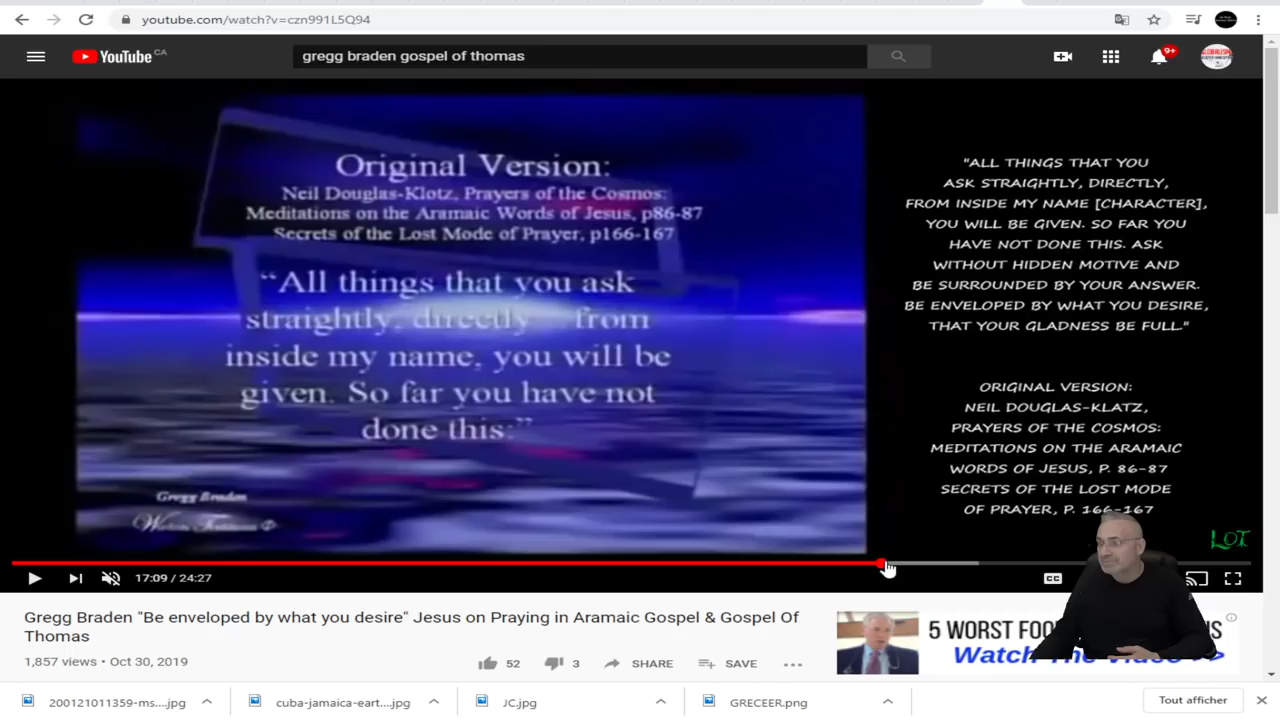 youtube.com/watch?v=czn991L5Q94
YouTube CA
gregg braden gospel of thomas
9+
Original Version:
Neil Douglas-Klotz, Prayers of the Cosmos:
Meditations on the Aramaic Words of Jesus, p86-87
Secrets of the Lost Mode of Prayer, p166-167
“All things that you ask
straightly, directly from
inside my name, you will be
given. So far you have not
done this:”
Gregg Braden
"ALL THINGS THAT YOU
ASK STRAIGHTLY, DIRECTLY,
FROM INSIDE MY NAME [CHARACTER],
YOU WILL BE GIVEN. SO FAR YOU
HAVE NOT DONE THIS. ASK
WITHOUT HIDDEN MOTIVE AND
BE SURROUNDED BY YOUR ANSWER.
BE ENVELOPED BY WHAT YOU DESIRE,
THAT YOUR GLADNESS BE FULL."
ORIGINAL VERSION:
NEIL DOUGLAS-KLATZ,
PRAYERS OF THE COSMOS:
MEDITATIONS ON THE ARAMAIC
WORDS OF JESUS, P. 86-87
SECRETS OF THE LOST MODE
OF PRAYER, P. 166-167
LOT
17:09 / 24:27
CC
Gregg Braden "Be enveloped by what you desire" Jesus on Praying in Aramaic Gospel & Gospel Of
Thomas
1,857 views • Oct 30, 2019
52
3
SHARE
SAVE
5 WORST
Watch
200121011359-ms....jpg
cuba-jamaica-eart....jpg
JC.jpg
GRECEER.png
Tout afficher